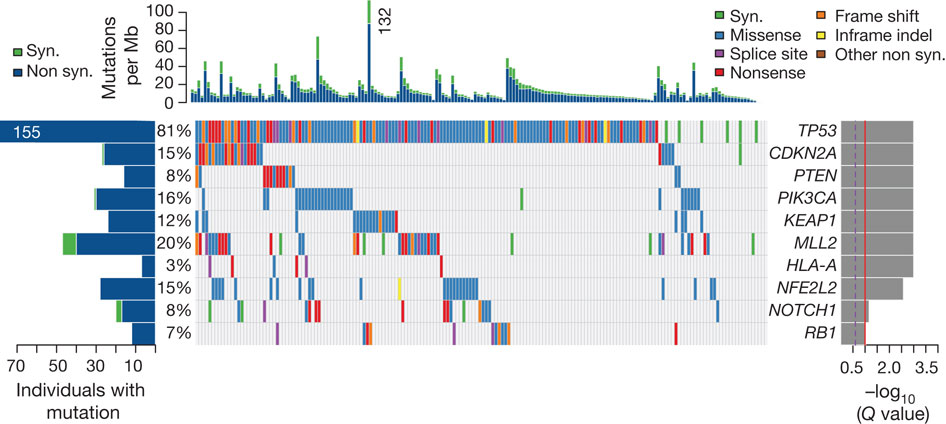 100
80
60
40
20
0
Mutations
per Mb
132
Syn.
Non syn.
Syn.
Missense
Splice site
Nonsense
Frame shift
Inframe indel
Other non syn.
155
81% TP53
15% CDKN2A
8% PTEN
16% PIK3CA
12% KEAP1
20% MLL2
3% HLA-A
15% NFE2L2
8% NOTCH1
7% RB1
70 50 30 10
Individuals with
mutation
0.5 2.0 3.5
–log10
(Q value)